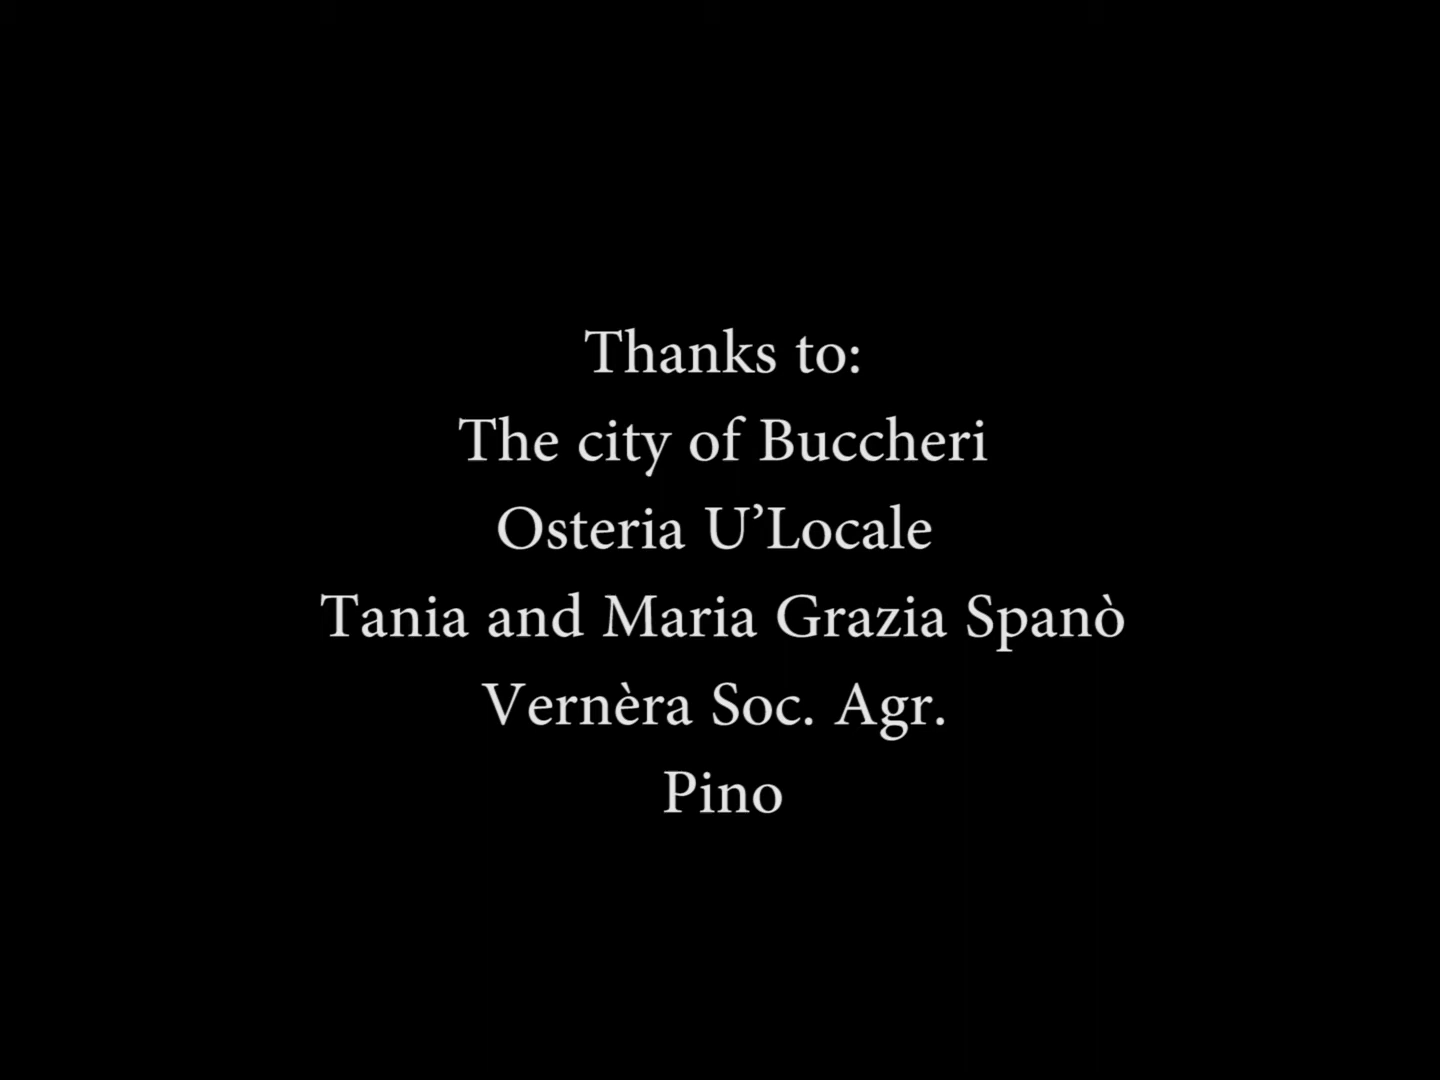 Thanks to:
The city of Buccheri
Osteria U’Locale
Tania and Maria Grazia Spanò
Vernèra Soc. Agr.
Pino